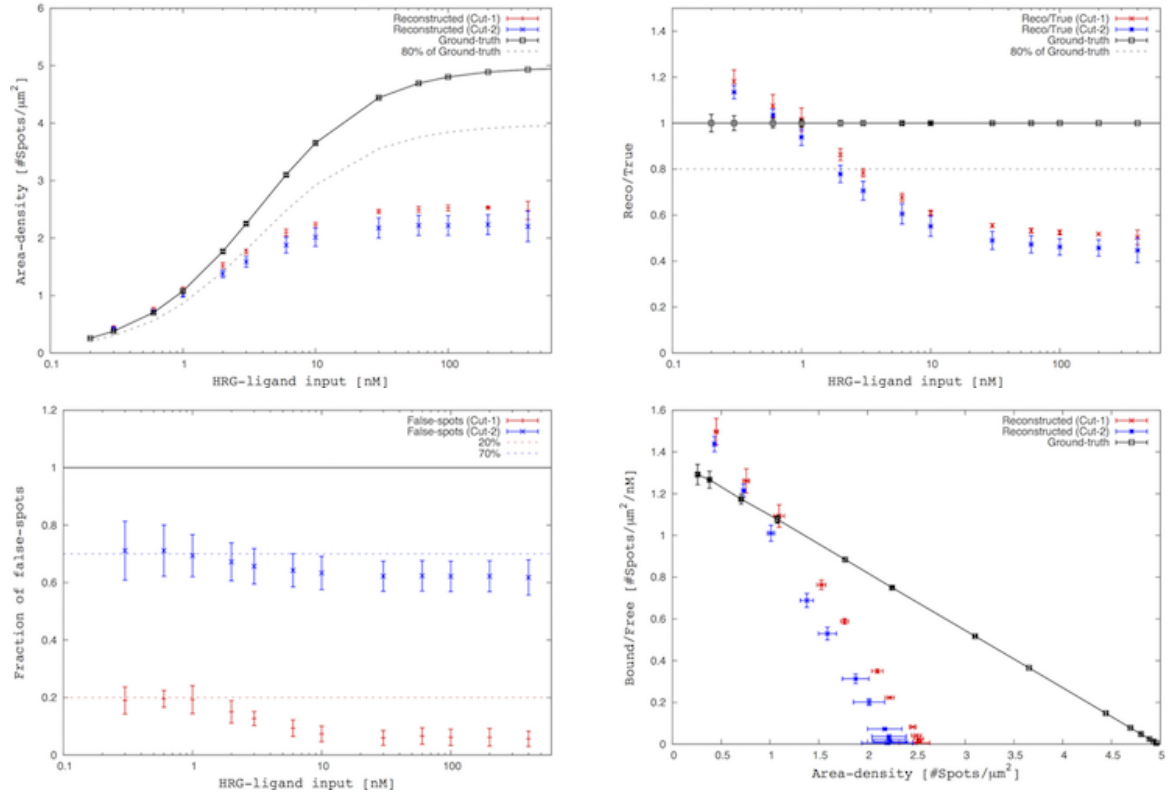 Reconstructed (Cut-1)
Reconstructed (Cut-2)
Ground-truth
80% of Ground-truth
Area-density [#Spots/μm²]
6
5
4
3
2
1
0
0.1
1
10
100
HRG-ligand input [nM]
Reco/True (Cut-1)
Reco/True (Cut-2)
Ground-truth
80% of Ground-truth
Reco/True
1.4
1.2
1
0.8
0.6
0.4
0.2
0
0.1
1
10
100
HRG-ligand input [nM]
False-spots (Cut-1)
False-spots (Cut-2)
20%
70%
Fraction of false-spots
1.2
1
0.8
0.6
0.4
0.2
0
0.1
1
10
100
HRG-ligand input [nM]
Reconstructed (Cut-1)
Reconstructed (Cut-2)
Ground-truth
Bound/Free [#Spots/μm²/nM]
1.6
1.4
1.2
1
0.8
0.6
0.4
0.2
0
0
0.5
1
1.5
2
2.5
3
3.5
4
4.5
5
Area-density [#Spots/μm²]